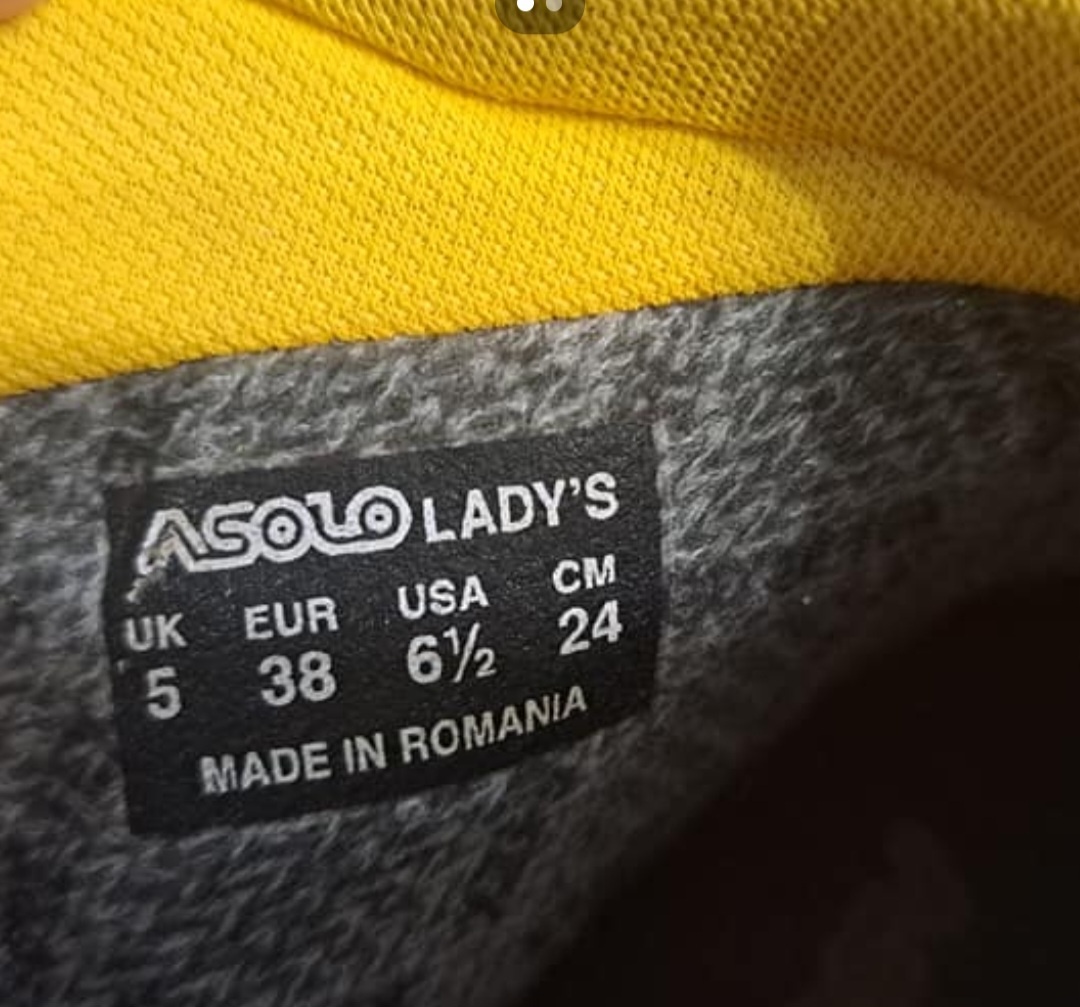 ASOLO LADY'S
UK EUR USA CM
5 38 6½ 24
MADE IN ROMANIA